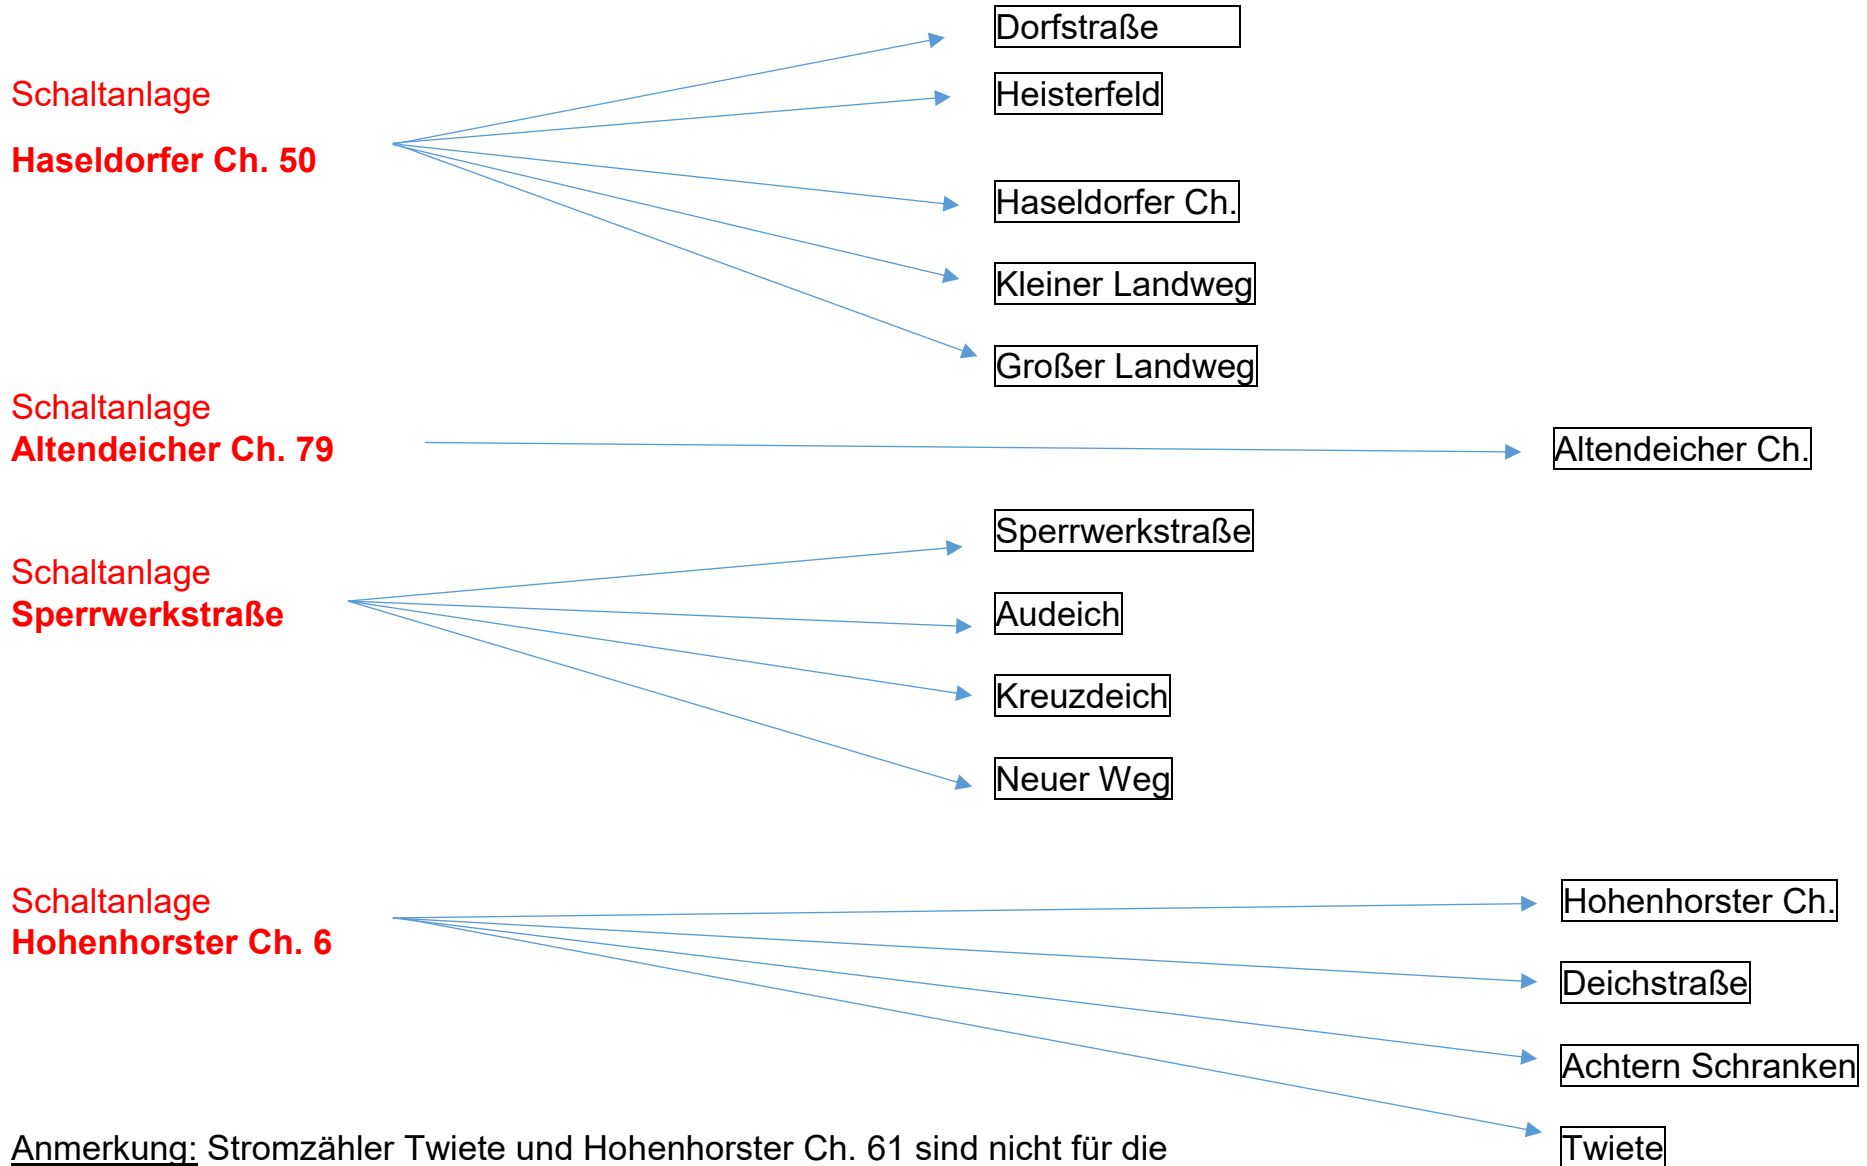 Dorfstraße
Schaltanlage
Heisterfeld
Haseldorfer Ch. 50
Haseldorfer Ch.
Kleiner Landweg
Großer Landweg
Schaltanlage
Altendeicher Ch. 79
Altendeicher Ch.
Sperrwerkstraße
Schaltanlage
Sperrwerkstraße
Audeich
Kreuzdeich
Neuer Weg
Schaltanlage
Hohenhorster Ch.
Hohenhorster Ch. 6
Deichstraße
Achtern Schranken
Anmerkung: Stromzähler Twiete und Hohenhorster Ch. 61 sind nicht für die
Twiete